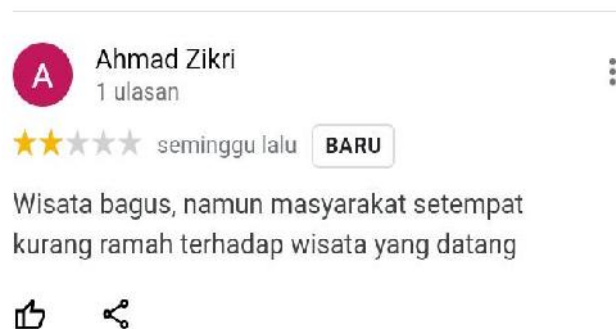 A
Ahmad Zikri
1 ulasan
seminggu lalu BARU
Wisata bagus, namun masyarakat setempat
kurang ramah terhadap wisata yang datang